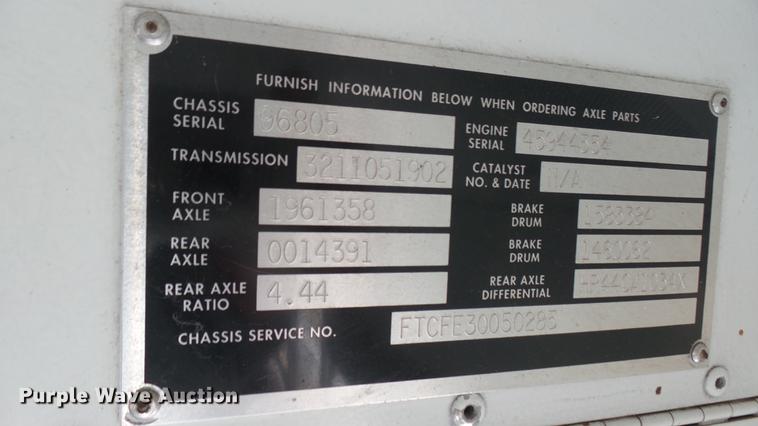 FURNISH INFORMATION BELOW WHEN ORDERING AXLE PARTS
CHASSIS SERIAL 96805
ENGINE SERIAL 45944354
TRANSMISSION 3211051902
CATALYST NO. & DATE N/A
FRONT AXLE 1961358
BRAKE DRUM
REAR AXLE 0014391
BRAKE DRUM
REAR AXLE RATIO 4.44
REAR AXLE DIFFERENTIAL
CHASSIS SERVICE NO. FTCFE30050283
Purple Wave Auction